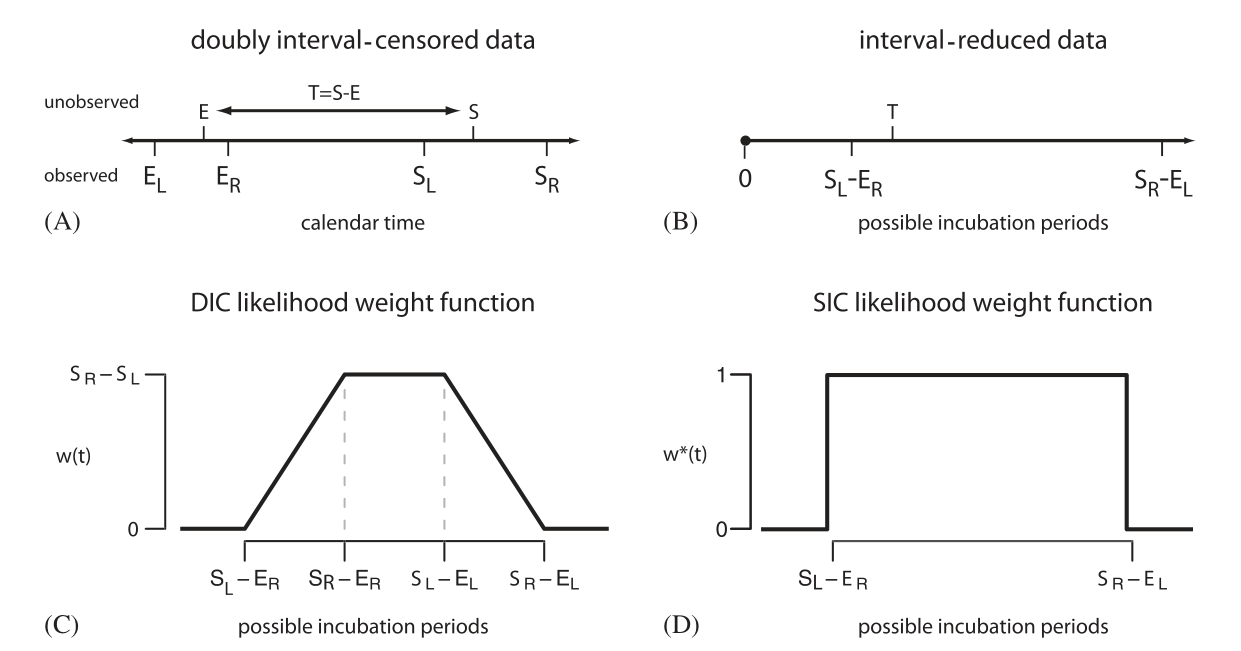 doubly interval-censored data
interval-reduced data
unobserved
E
T=S-E
S
observed
E_L
E_R
S_L
S_R
(A)
calendar time
T
0
S_L-E_R
S_R-E_L
(B)
possible incubation periods
DIC likelihood weight function
SIC likelihood weight function
S_R–S_L
w(t)
0
S_L–E_R
S_R–E_R
S_L–E_L
S_R–E_L
(C)
possible incubation periods
1
w*(t)
0
S_L–E_R
S_R–E_L
(D)
possible incubation periods